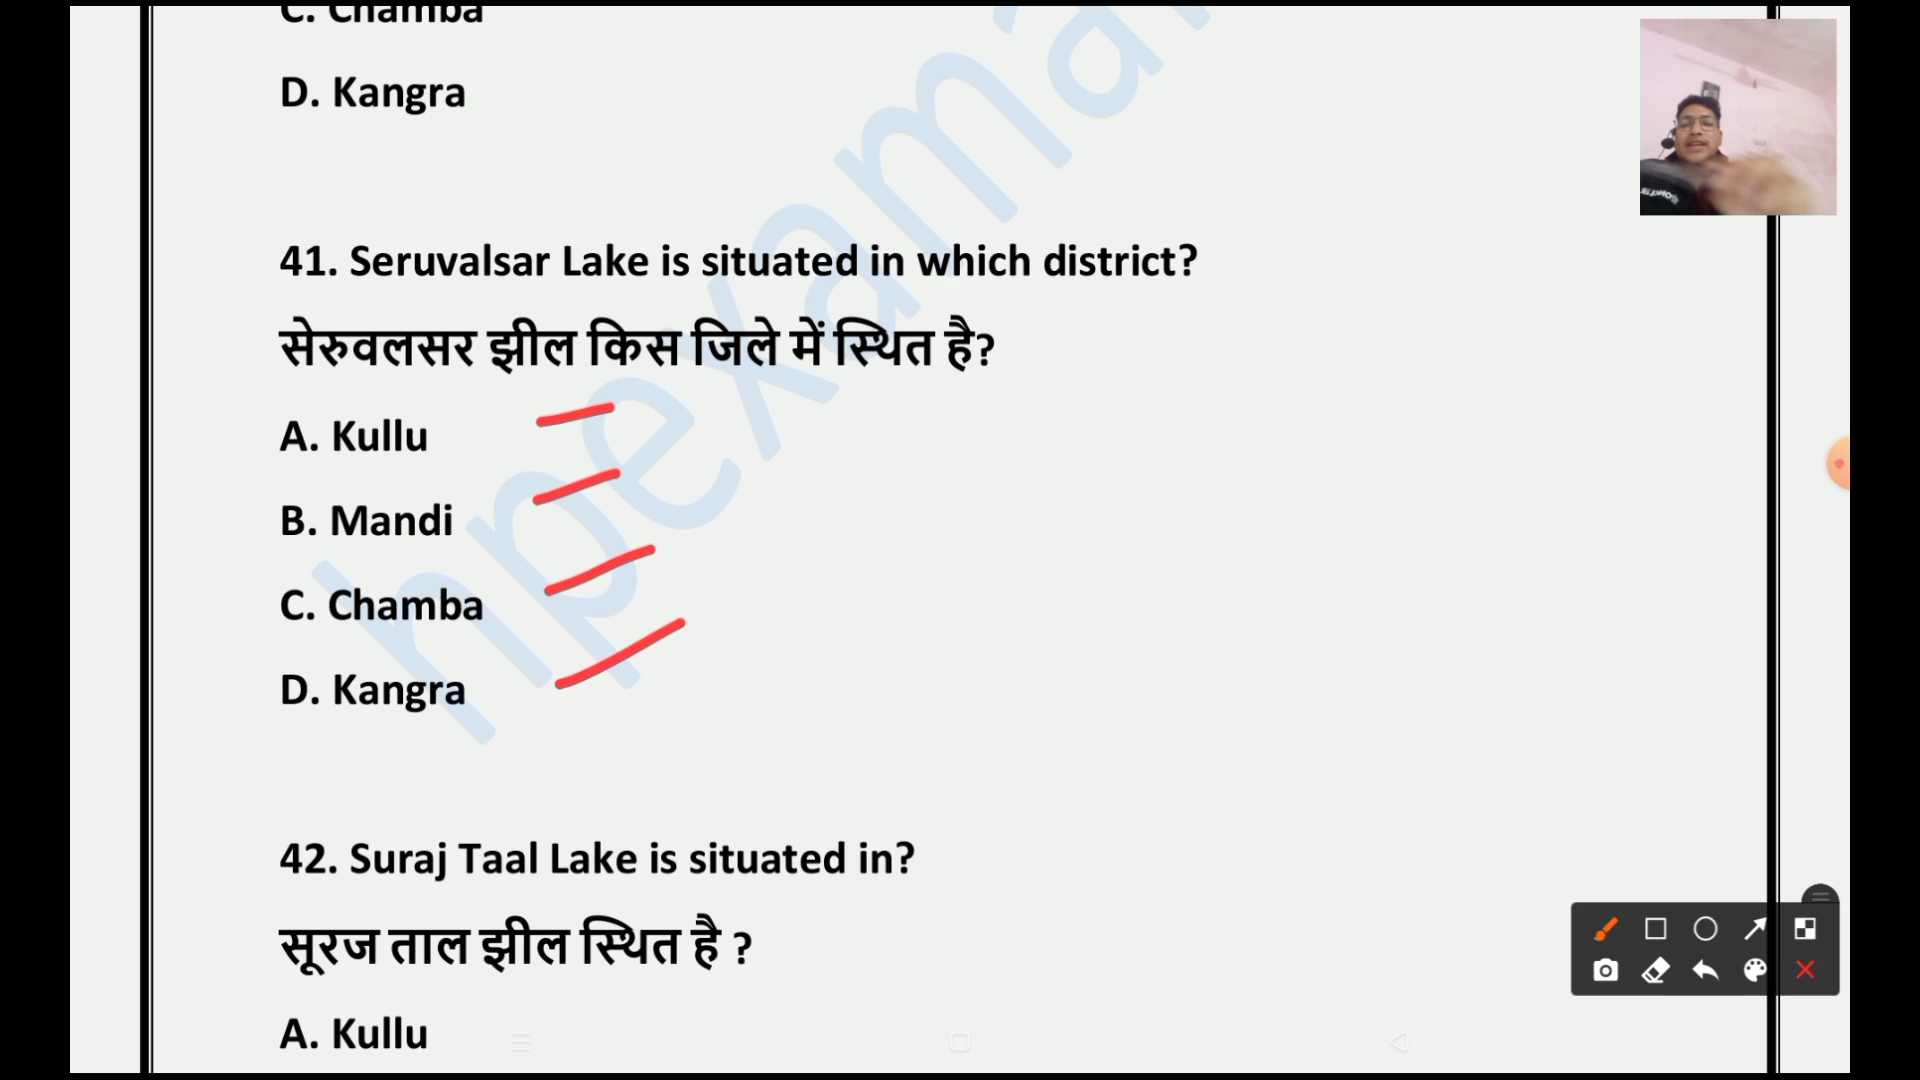 C. Chamba
D. Kangra
41. Seruvalsar Lake is situated in which district?
सेरुवलसर झील किस जिले में स्थित है?
A. Kullu
B. Mandi
C. Chamba
D. Kangra
42. Suraj Taal Lake is situated in?
सूरज ताल झील स्थित है ?
A. Kullu
hpexama